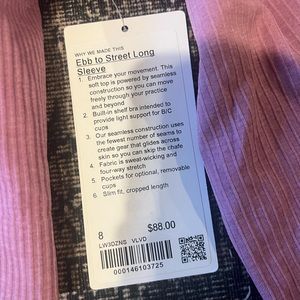 WHY WE MADE THIS
Ebb to Street Long
Sleeve
1. Embrace your movement. This
soft top is powered by seamless
construction so you can move
freely through your practice
and beyond
2. Built-in shelf bra intended to
provide light support for B/C
cups
3. Our seamless construction uses
the fewest number of seams to
create gear that glides across
skin so you can skip the chafe
4. Fabric is sweat-wicking and
four-way stretch
5. Pockets for optional, removable
cups
6. Slim fit, cropped length
8 $88.00
LW3DZNS VLVD
000146103725